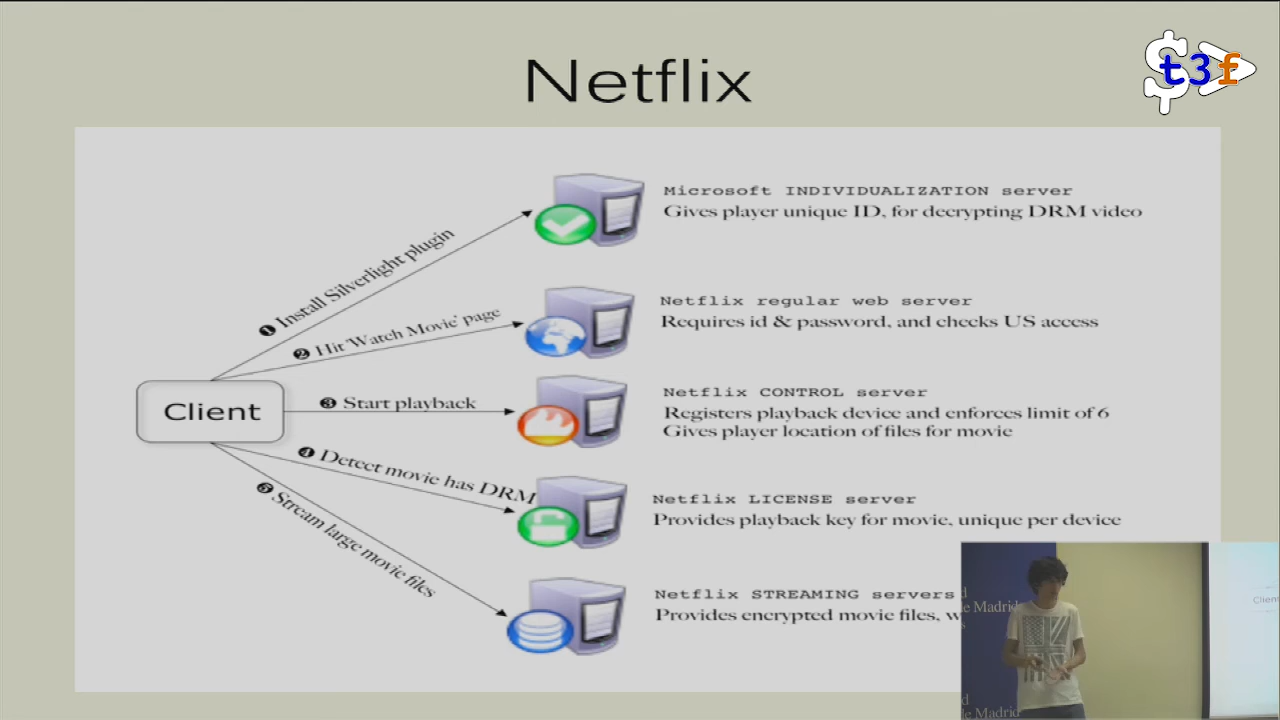 Netflix
$ t3f
Microsoft INDIVIDUALIZATION server
Gives player unique ID, for decrypting DRM video
❶ Install Silverlight plugin
Netflix regular web server
Requires id & password, and checks US access
❷ Hit 'Watch Movie' page
Netflix CONTROL server
Registers playback device and enforces limit of 6
Gives player location of files for movie
❸ Start playback
Client
❹ Detect movie has DRM
Netflix LICENSE server
Provides playback key for movie, unique per device
❺ Stream large movie files
Netflix STREAMING servers
Provides encrypted movie files, w
d
de Madrid
Client
de Madrid